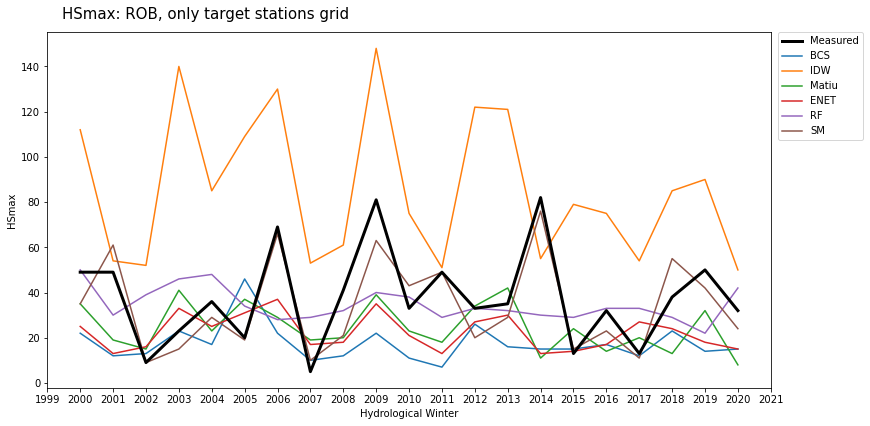 HSmax: ROB, only target stations grid
Measured
BCS
IDW
Matiu
ENET
RF
SM
HSmax
140
120
100
80
60
40
20
0
1999 2000 2001 2002 2003 2004 2005 2006 2007 2008 2009 2010 2011 2012 2013 2014 2015 2016 2017 2018 2019 2020 2021
Hydrological Winter